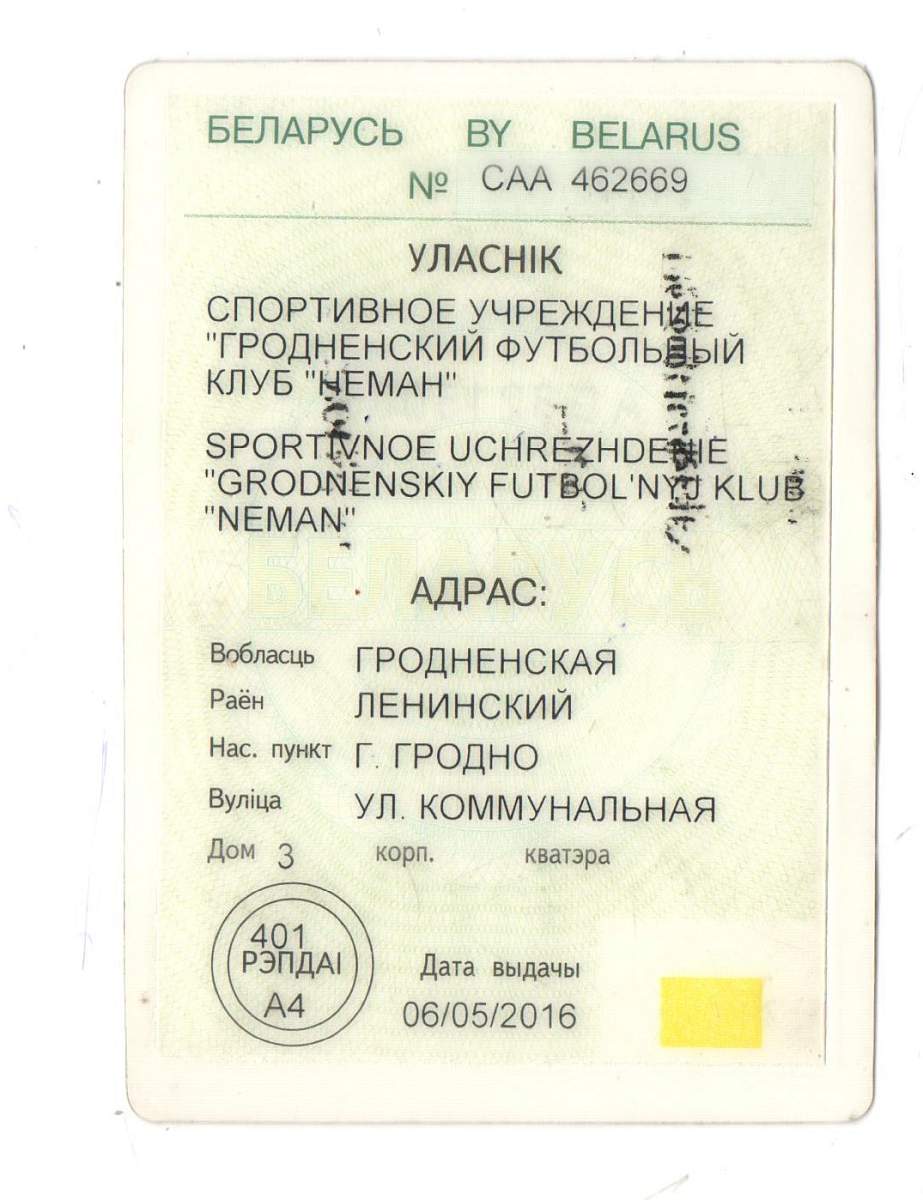 БЕЛАРУСЬ BY BELARUS
№ САА 462669
УЛАСНІК
СПОРТИВНОЕ УЧРЕЖДЕНИЕ
"ГРОДНЕНСКИЙ ФУТБОЛЬНЫЙ
КЛУБ "НЕМАН"
SPORTIVNOE UCHREZHDENIE
"GRODNENSKIY FUTBOL'NYJ KLUB
"NEMAN"
БЕЛАРУСЬ
АДРАС:
Вобласць ГРОДНЕНСКАЯ
Раён ЛЕНИНСКИЙ
Нас. пункт Г. ГРОДНО
Вуліца УЛ. КОММУНАЛЬНАЯ
Дом 3 корп. кватэра
401
РЭПДАІ
А4
Дата выдачы
06/05/2016